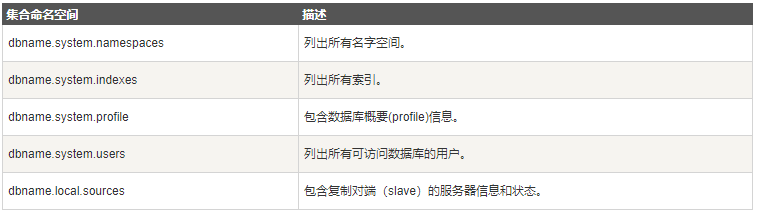 集合命名空间 描述
dbname.system.namespaces 列出所有名字空间。
dbname.system.indexes 列出所有索引。
dbname.system.profile 包含数据库概要(profile)信息。
dbname.system.users 列出所有可访问数据库的用户。
dbname.local.sources 包含复制对端（slave）的服务器信息和状态。